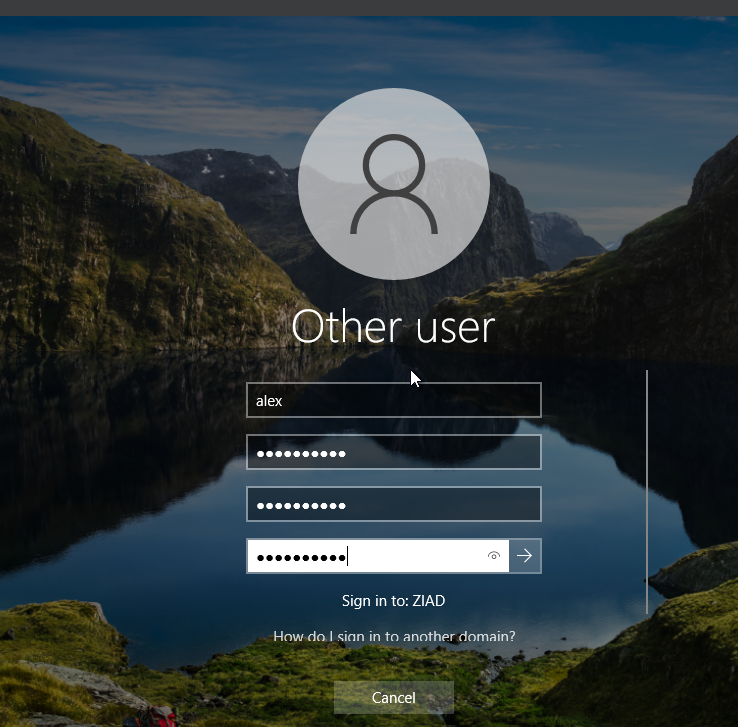 Other user
alex
●●●●●●●●●●
●●●●●●●●●●
●●●●●●●●●●
Sign in to: ZIAD
How do I sign in to another domain?
Cancel